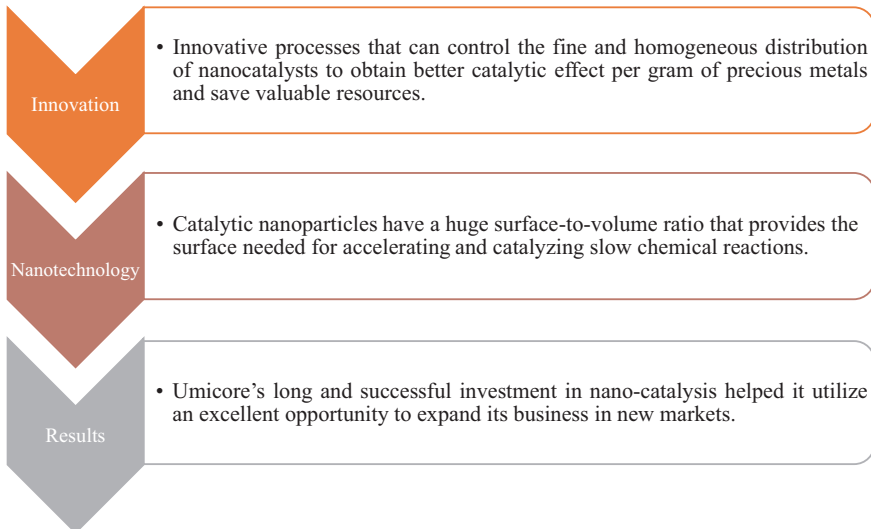 Innovation
• Innovative processes that can control the fine and homogeneous distribution
of nanocatalysts to obtain better catalytic effect per gram of precious metals
and save valuable resources.
Nanotechnology
• Catalytic nanoparticles have a huge surface-to-volume ratio that provides the
surface needed for accelerating and catalyzing slow chemical reactions.
Results
• Umicore’s long and successful investment in nano-catalysis helped it utilize
an excellent opportunity to expand its business in new markets.